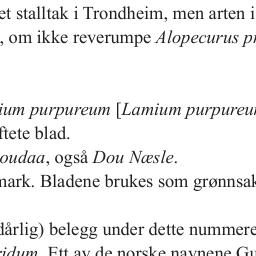 et stalltak i Trondheim, men arten i
, om ikke reverumpe Alopecurus pr
ium purpureum [Lamium purpureu
ftete blad.
oudaa, også Dou Næsle.
mark. Bladene brukes som grønnsak
dårlig) belegg under dette nummere
ridum. Ett av de norske navnene Gu